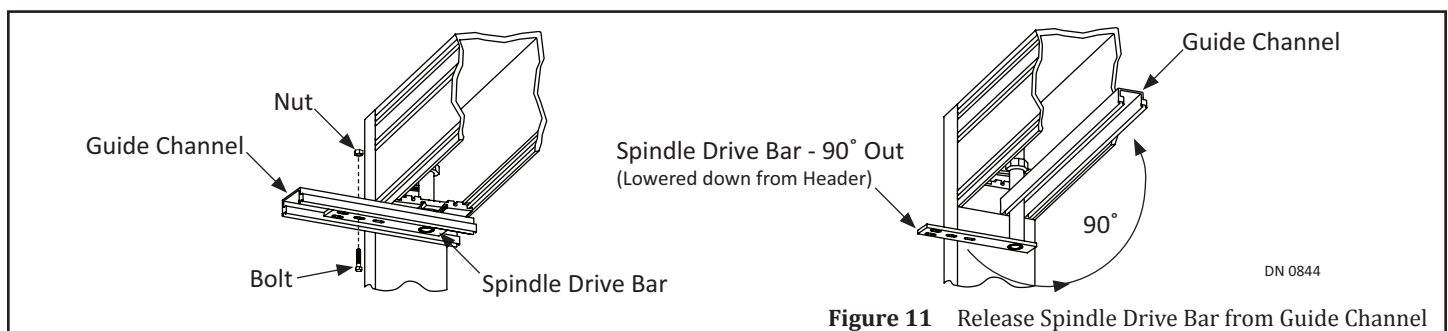 Nut
Guide Channel
Bolt
Spindle Drive Bar
Guide Channel
Spindle Drive Bar - 90˚ Out
(Lowered down from Header)
90˚
DN 0844
Figure 11 Release Spindle Drive Bar from Guide Channel